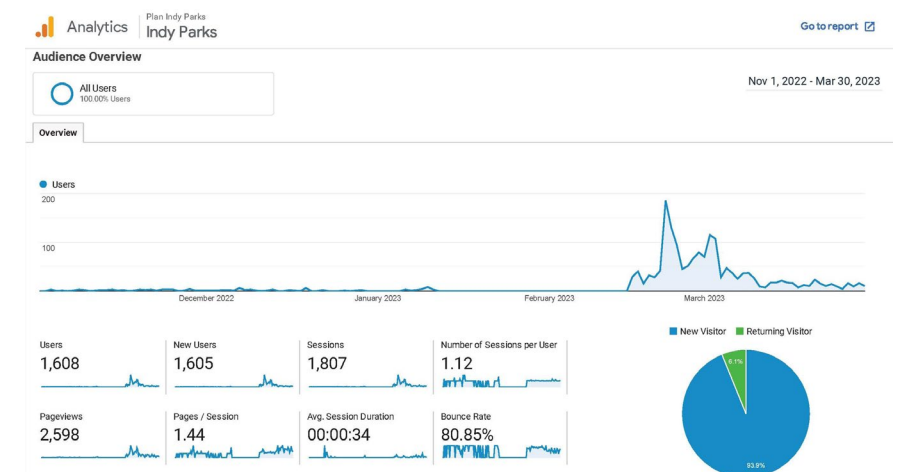 Analytics
Plan Indy Parks
Indy Parks
Go to report
Audience Overview
All Users
100.00% Users
Nov 1, 2022 - Mar 30, 2023
Overview
Users
200
100
December 2022
January 2023
February 2023
March 2023
New Visitor
Returning Visitor
Users
1,608
New Users
1,605
Sessions
1,807
Number of Sessions per User
1.12
Pageviews
2,598
Pages / Session
1.44
Avg. Session Duration
00:00:34
Bounce Rate
80.85%
6.1%
93.9%